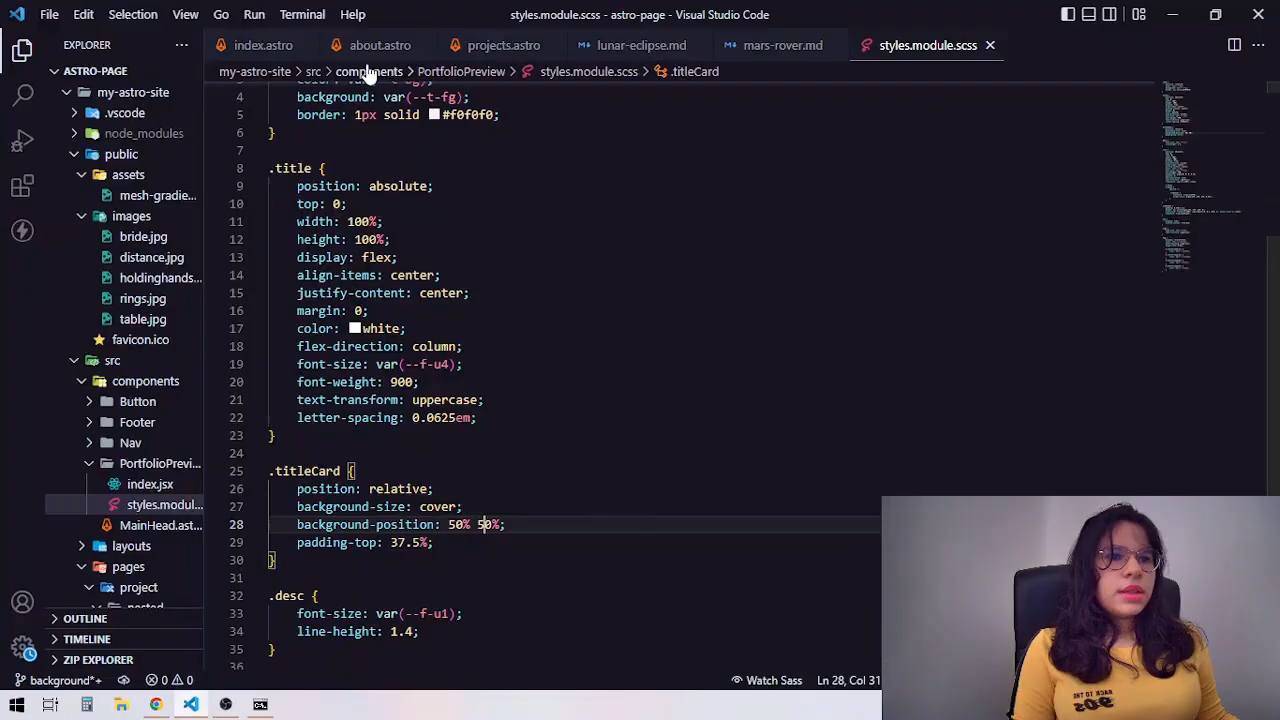 File Edit Selection View Go Run Terminal Help
styles.module.scss - astro-page - Visual Studio Code
EXPLORER
ASTRO-PAGE
my-astro-site
.vscode
node_modules
public
assets
mesh-gradie...
images
bride.jpg
distance.jpg
holdinghands
rings.jpg
table.jpg
favicon.ico
src
components
Button
Footer
Nav
PortfolioPrevi...
index.jsx
styles.modul...
MainHead.ast...
layouts
pages
project
nested
OUTLINE
TIMELINE
ZIP EXPLORER
index.astro about.astro projects.astro lunar-eclipse.md mars-rover.md styles.module.scss
my-astro-site > src > components > PortfolioPreview > styles.module.scss > .titleCard
4 background: var(--t-fg);
5 border: 1px solid #f0f0f0;
6 }
7
8 .title {
9 position: absolute;
10 top: 0;
11 width: 100%;
12 height: 100%;
13 display: flex;
14 align-items: center;
15 justify-content: center;
16 margin: 0;
17 color: white;
18 flex-direction: column;
19 font-size: var(--f-u4);
20 font-weight: 900;
21 text-transform: uppercase;
22 letter-spacing: 0.0625em;
23 }
24
25 .titleCard {
26 position: relative;
27 background-size: cover;
28 background-position: 50% 50%;
29 padding-top: 37.5%;
30 }
31
32 .desc {
33 font-size: var(--f-u1);
34 line-height: 1.4;
35 }
36
background*+ 0 0 Watch Sass Ln 28, Col 31
BACK TO THE
90s